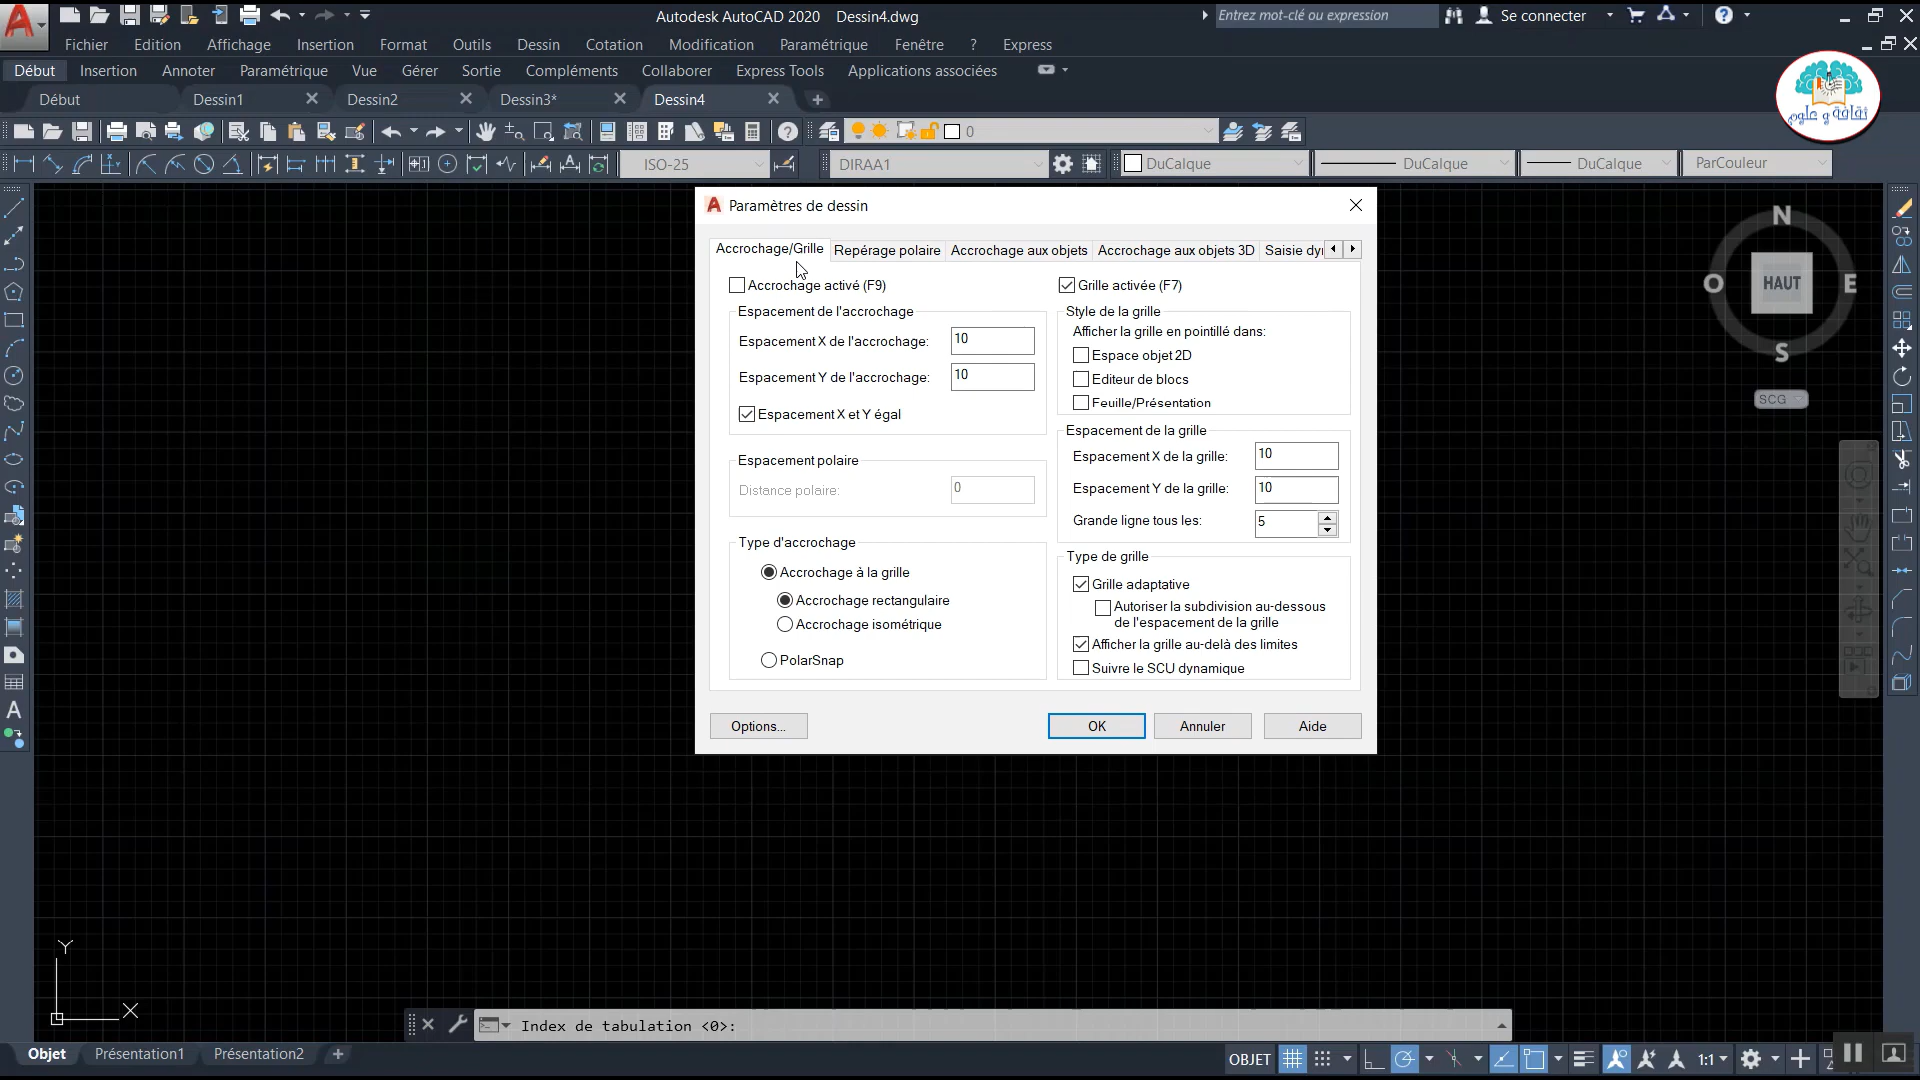 Autodesk AutoCAD 2020 Dessin4.dwg
Entrez mot-clé ou expression
Se connecter
Fichier Edition Affichage Insertion Format Outils Dessin Cotation Modification Paramétrique Fenêtre ? Express
Début Insertion Annoter Paramétrique Vue Gérer Sortie Compléments Collaborer Express Tools Applications associées
Début Dessin1 Dessin2 Dessin3* Dessin4
ثقافة و علوم
0
ISO-25 DIRAA1 DuCalque DuCalque DuCalque ParCouleur
Paramètres de dessin
Accrochage/Grille Repérage polaire Accrochage aux objets Accrochage aux objets 3D Saisie dy
Accrochage activé (F9)
Espacement de l'accrochage
Espacement X de l'accrochage: 10
Espacement Y de l'accrochage: 10
Espacement X et Y égal
Espacement polaire
Distance polaire: 0
Type d'accrochage
Accrochage à la grille
Accrochage rectangulaire
Accrochage isométrique
PolarSnap
Grille activée (F7)
Style de la grille
Afficher la grille en pointillé dans:
Espace objet 2D
Editeur de blocs
Feuille/Présentation
Espacement de la grille
Espacement X de la grille: 10
Espacement Y de la grille: 10
Grande ligne tous les: 5
Type de grille
Grille adaptative
Autoriser la subdivision au-dessous
de l'espacement de la grille
Afficher la grille au-delà des limites
Suivre le SCU dynamique
Options... OK Annuler Aide
N
O HAUT E
S
SCG
Y
X
Index de tabulation <0>:
Objet Présentation1 Présentation2 +
OBJET 1:1